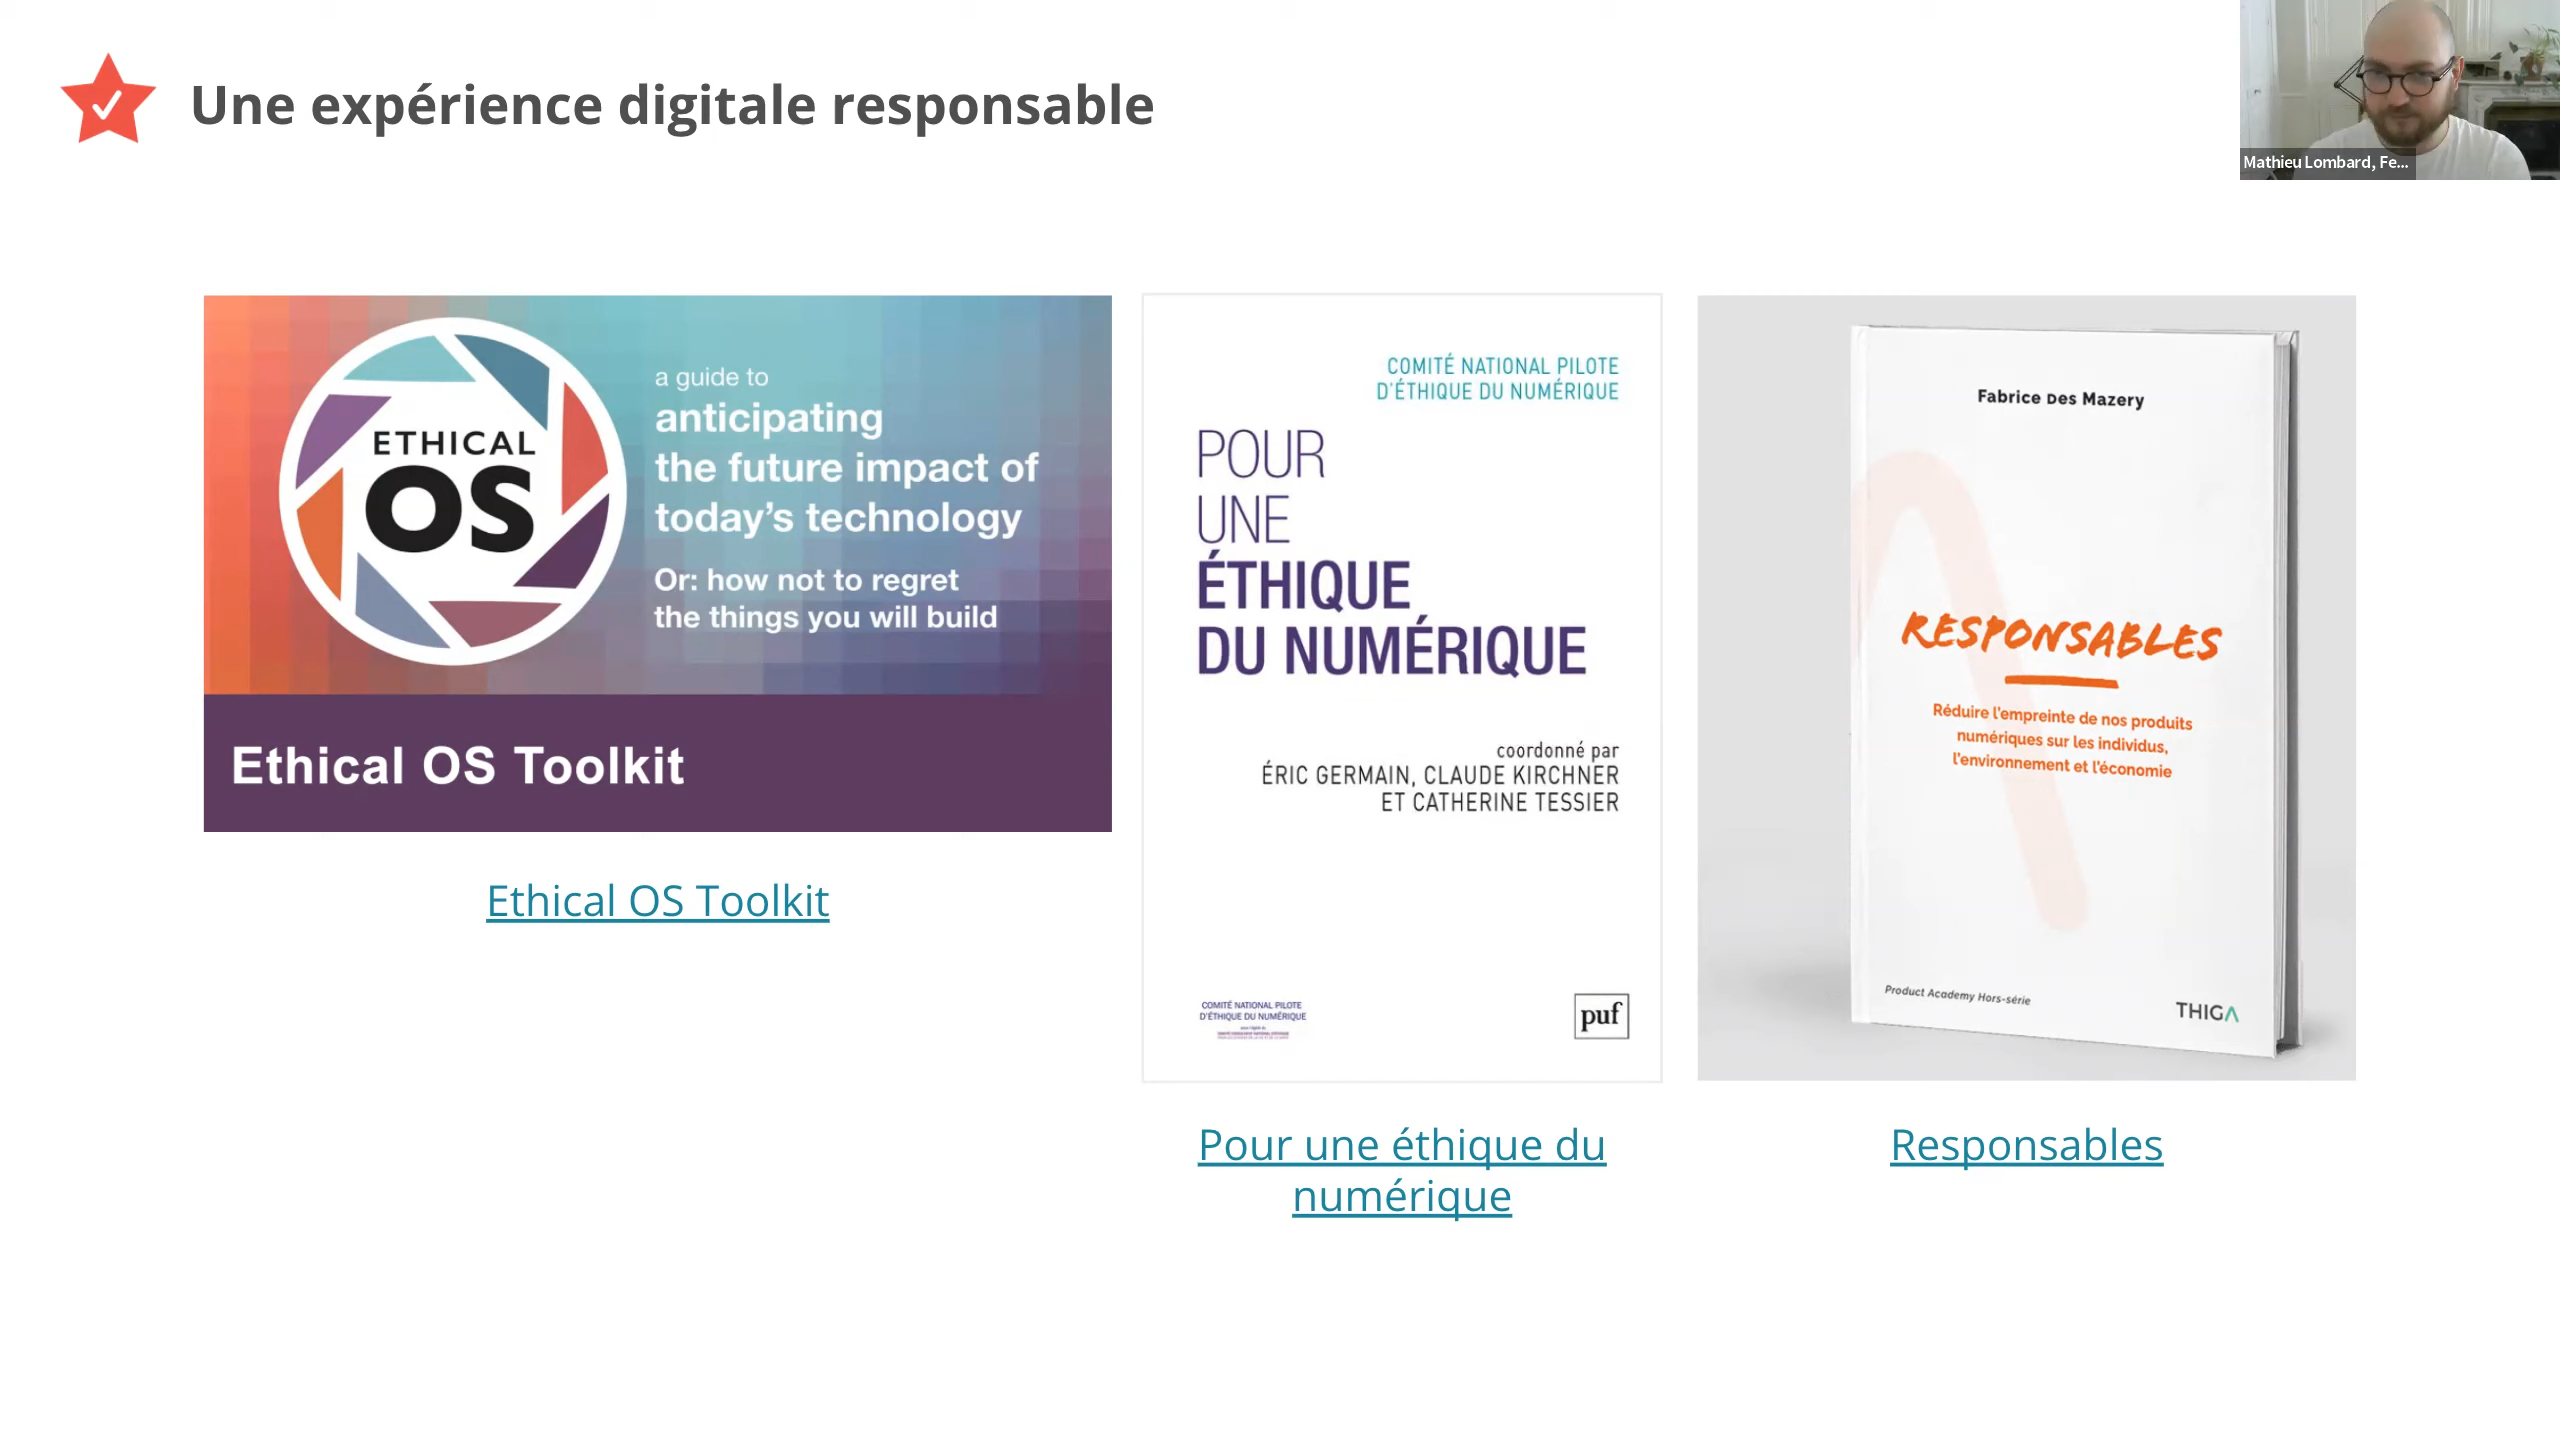 Une expérience digitale responsable
Mathieu Lombard, Fe...
ETHICAL
OS
a guide to
anticipating
the future impact of
today's technology
Or: how not to regret
the things you will build
Ethical OS Toolkit
Ethical OS Toolkit
COMITÉ NATIONAL PILOTE
D'ÉTHIQUE DU NUMÉRIQUE
POUR
UNE
ÉTHIQUE
DU NUMÉRIQUE
coordonné par
ÉRIC GERMAIN, CLAUDE KIRCHNER
ET CATHERINE TESSIER
COMITÉ NATIONAL PILOTE
D'ÉTHIQUE DU NUMÉRIQUE
puf
Pour une éthique du
numérique
Fabrice Des Mazery
RESPONSABLES
Réduire l'empreinte de nos produits
numériques sur les individus,
l'environnement et l'économie
Product Academy Hors-série
THIGA
Responsables